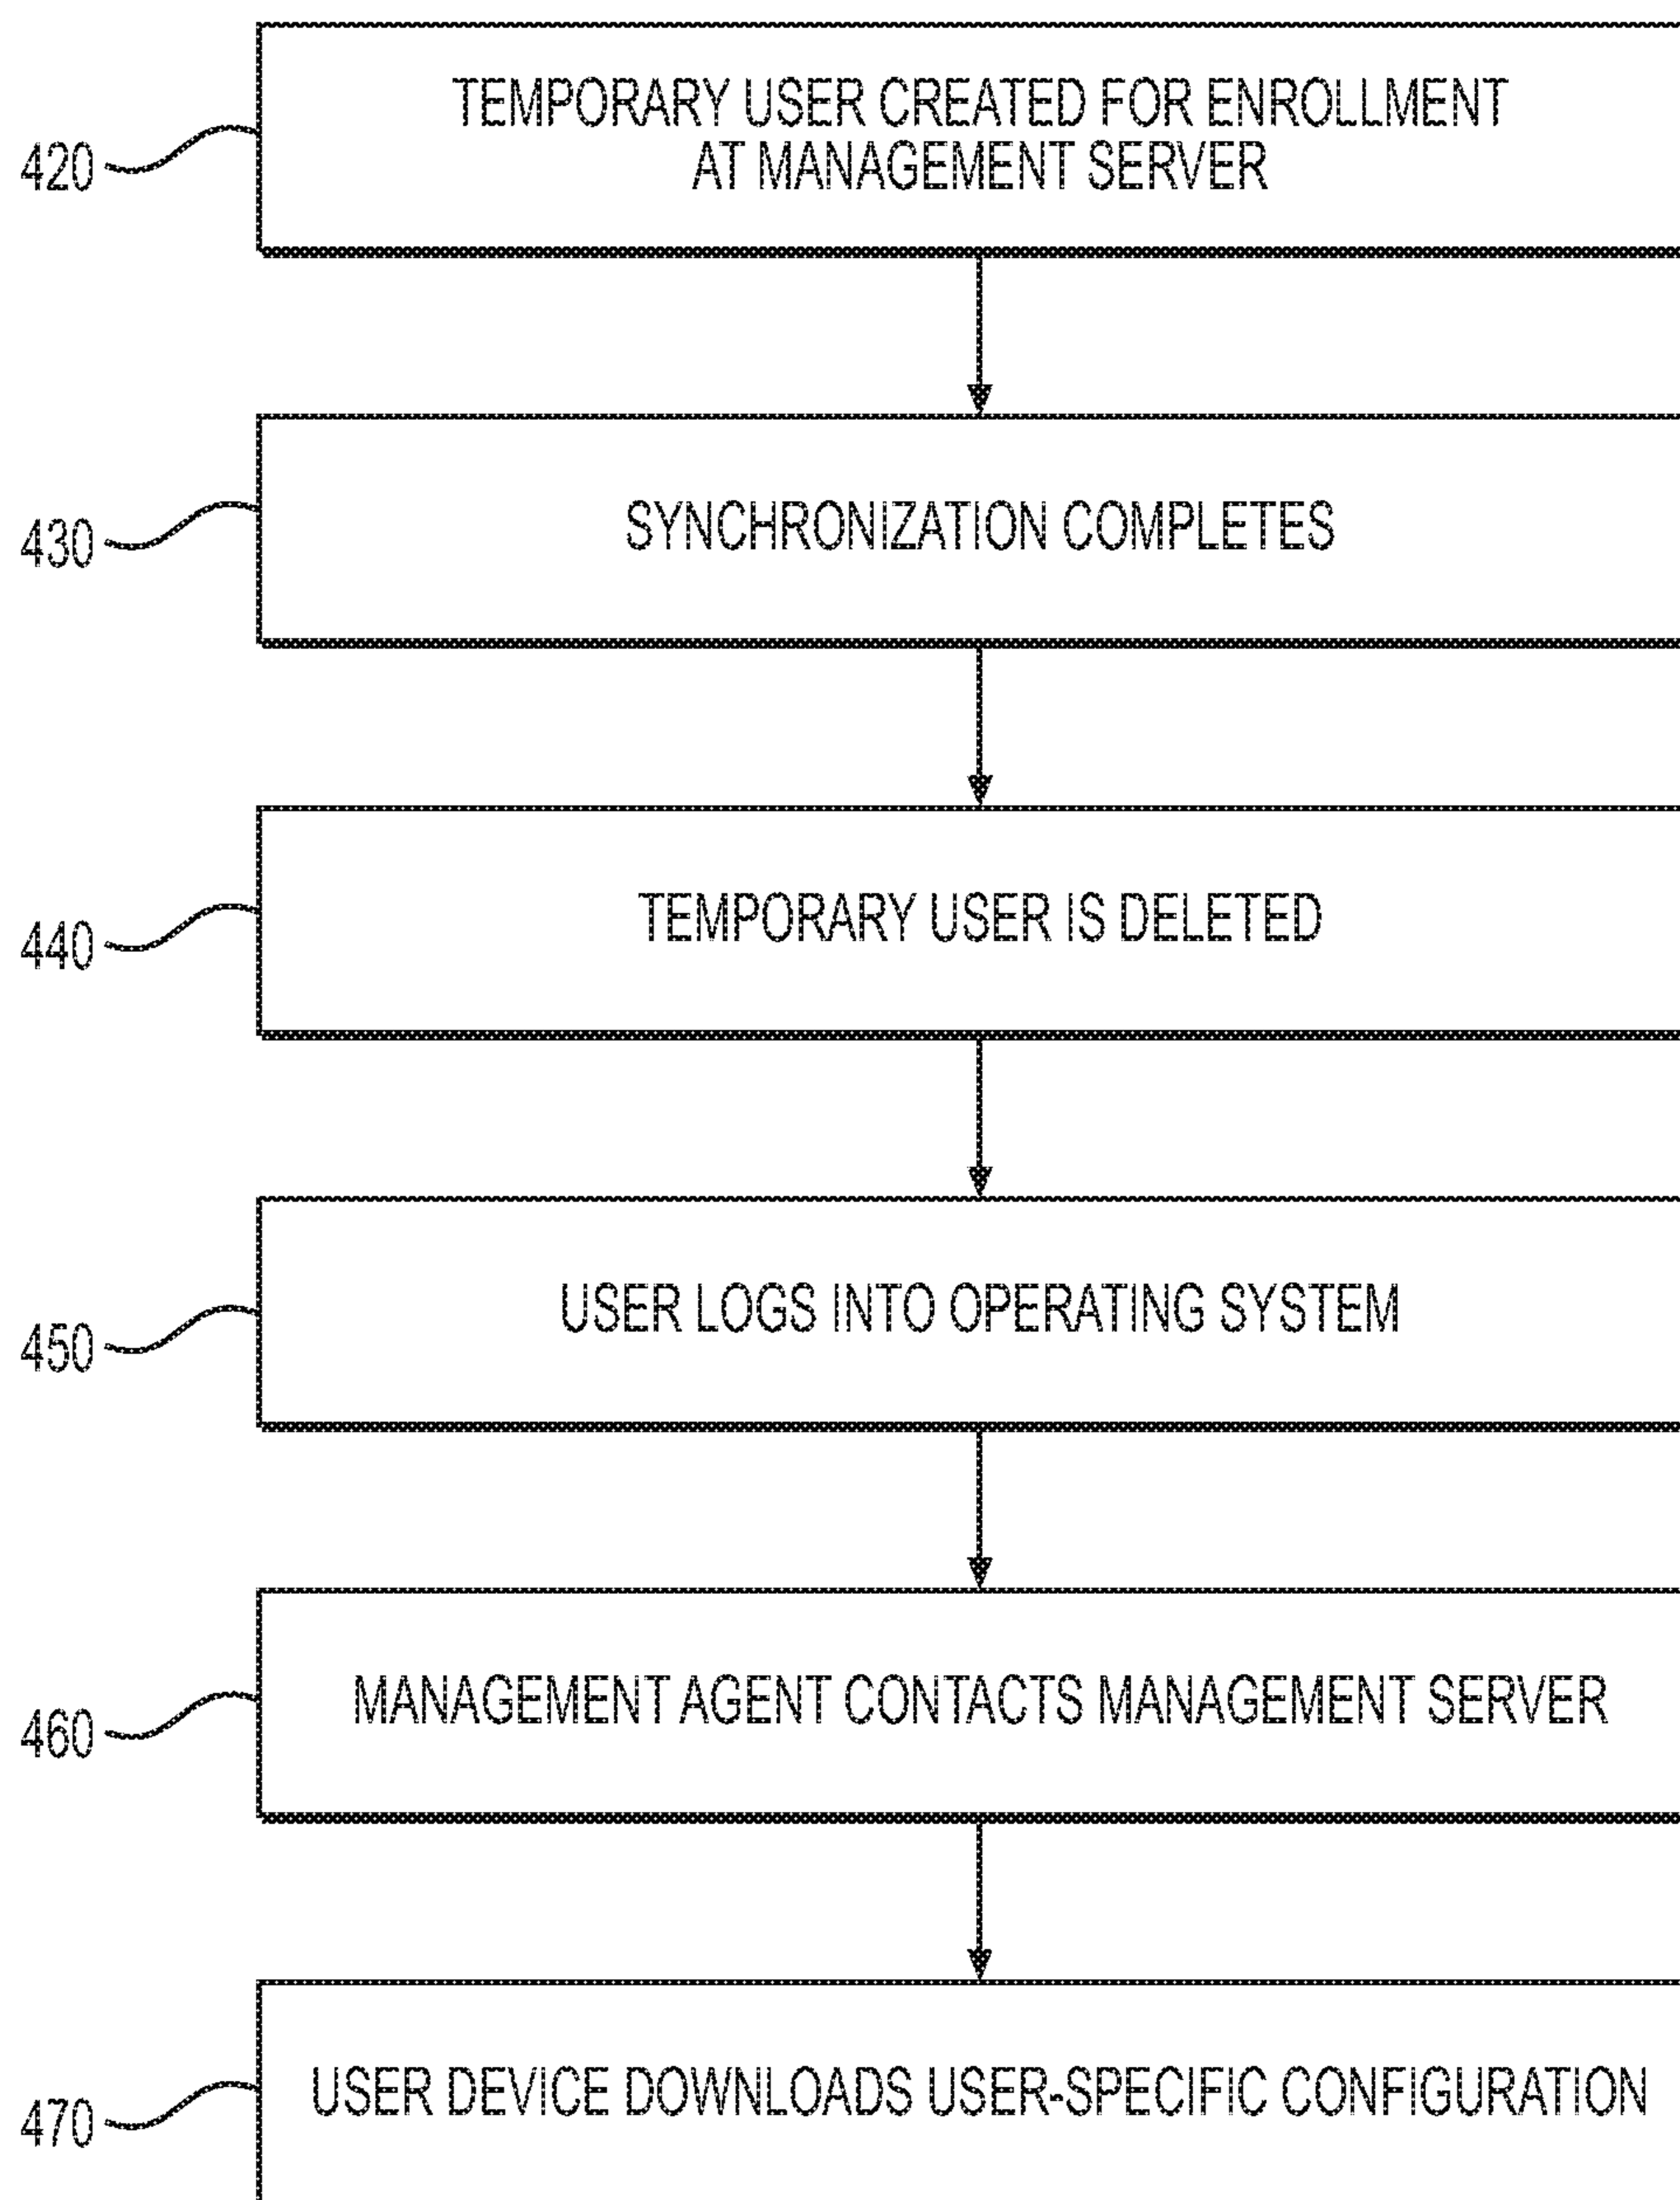 TEMPORARY USER CREATED FOR ENROLLMENT
AT MANAGEMENT SERVER
420
SYNCHRONIZATION COMPLETES
430
TEMPORARY USER IS DELETED
440
USER LOGS INTO OPERATING SYSTEM
450
MANAGEMENT AGENT CONTACTS MANAGEMENT SERVER
460
USER DEVICE DOWNLOADS USER-SPECIFIC CONFIGURATION
470